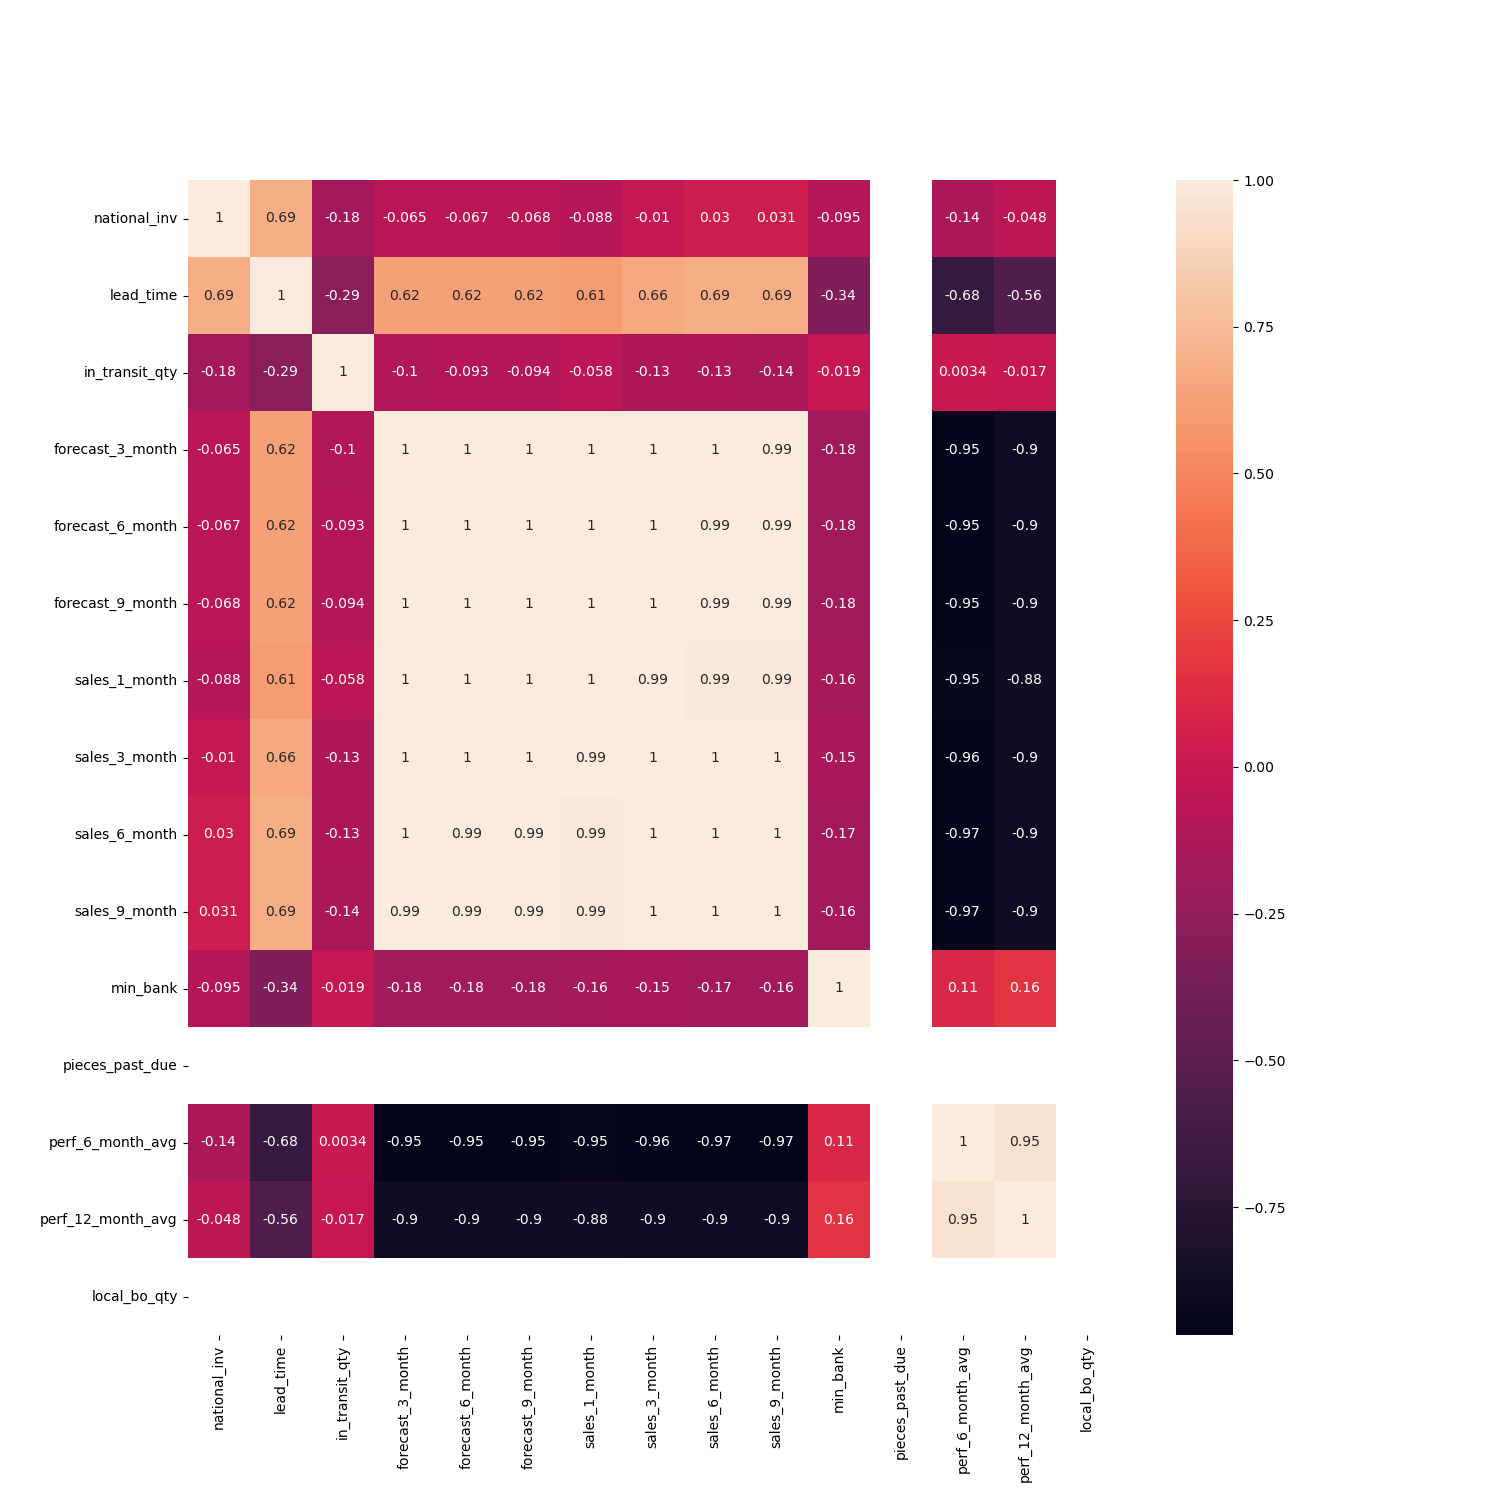 national_inv 1 0.69 -0.18 -0.065 -0.067 -0.068 -0.088 -0.01 0.03 0.031 -0.095 -0.14 -0.048
lead_time 0.69 1 -0.29 0.62 0.62 0.62 0.61 0.66 0.69 0.69 -0.34 -0.68 -0.56
in_transit_qty -0.18 -0.29 1 -0.1 -0.093 -0.094 -0.058 -0.13 -0.13 -0.14 -0.019 0.0034 -0.017
forecast_3_month -0.065 0.62 -0.1 1 1 1 1 1 1 0.99 -0.18 -0.95 -0.9
forecast_6_month -0.067 0.62 -0.093 1 1 1 1 1 0.99 0.99 -0.18 -0.95 -0.9
forecast_9_month -0.068 0.62 -0.094 1 1 1 1 1 0.99 0.99 -0.18 -0.95 -0.9
sales_1_month -0.088 0.61 -0.058 1 1 1 1 0.99 0.99 0.99 -0.16 -0.95 -0.88
sales_3_month -0.01 0.66 -0.13 1 1 1 0.99 1 1 1 -0.15 -0.96 -0.9
sales_6_month 0.03 0.69 -0.13 1 0.99 0.99 0.99 1 1 1 -0.17 -0.97 -0.9
sales_9_month 0.031 0.69 -0.14 0.99 0.99 0.99 0.99 1 1 1 -0.16 -0.97 -0.9
min_bank -0.095 -0.34 -0.019 -0.18 -0.18 -0.18 -0.16 -0.15 -0.17 -0.16 1 0.11 0.16
pieces_past_due
perf_6_month_avg -0.14 -0.68 0.0034 -0.95 -0.95 -0.95 -0.95 -0.96 -0.97 -0.97 0.11 1 0.95
perf_12_month_avg -0.048 -0.56 -0.017 -0.9 -0.9 -0.9 -0.88 -0.9 -0.9 -0.9 0.16 0.95 1
local_bo_qty
national_inv
lead_time
in_transit_qty
forecast_3_month
forecast_6_month
forecast_9_month
sales_1_month
sales_3_month
sales_6_month
sales_9_month
min_bank
pieces_past_due
perf_6_month_avg
perf_12_month_avg
local_bo_qty
1.00
0.75
0.50
0.25
0.00
−0.25
−0.50
−0.75